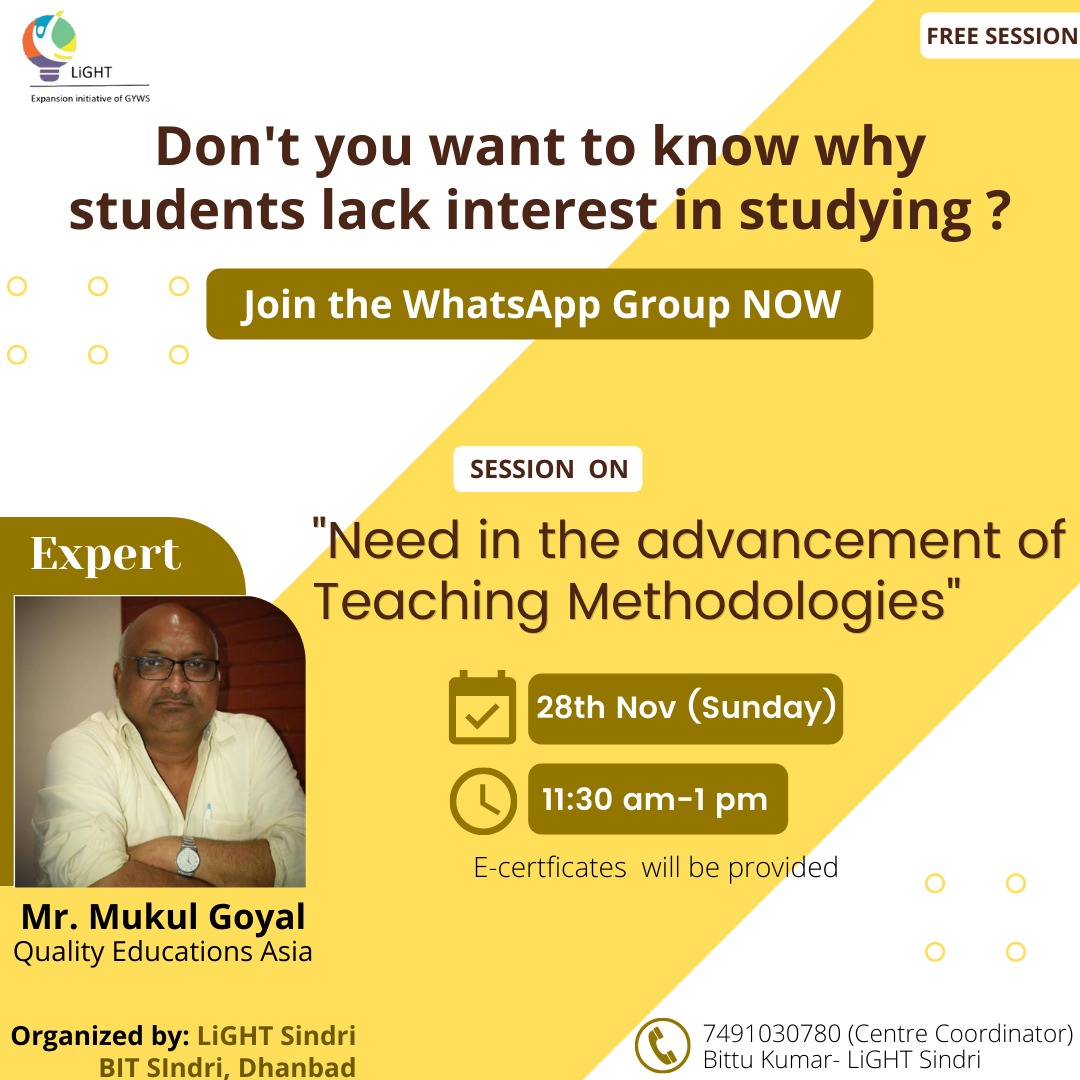 LiGHT
Expansion initiative of GYWS
FREE SESSION
Don't you want to know why
students lack interest in studying ?
Join the WhatsApp Group NOW
SESSION ON
"Need in the advancement of
Teaching Methodologies"
Expert
28th Nov (Sunday)
11:30 am-1 pm
E-certficates will be provided
Mr. Mukul Goyal
Quality Educations Asia
Organized by: LiGHT Sindri
BIT SIndri, Dhanbad
7491030780 (Centre Coordinator)
Bittu Kumar- LiGHT Sindri